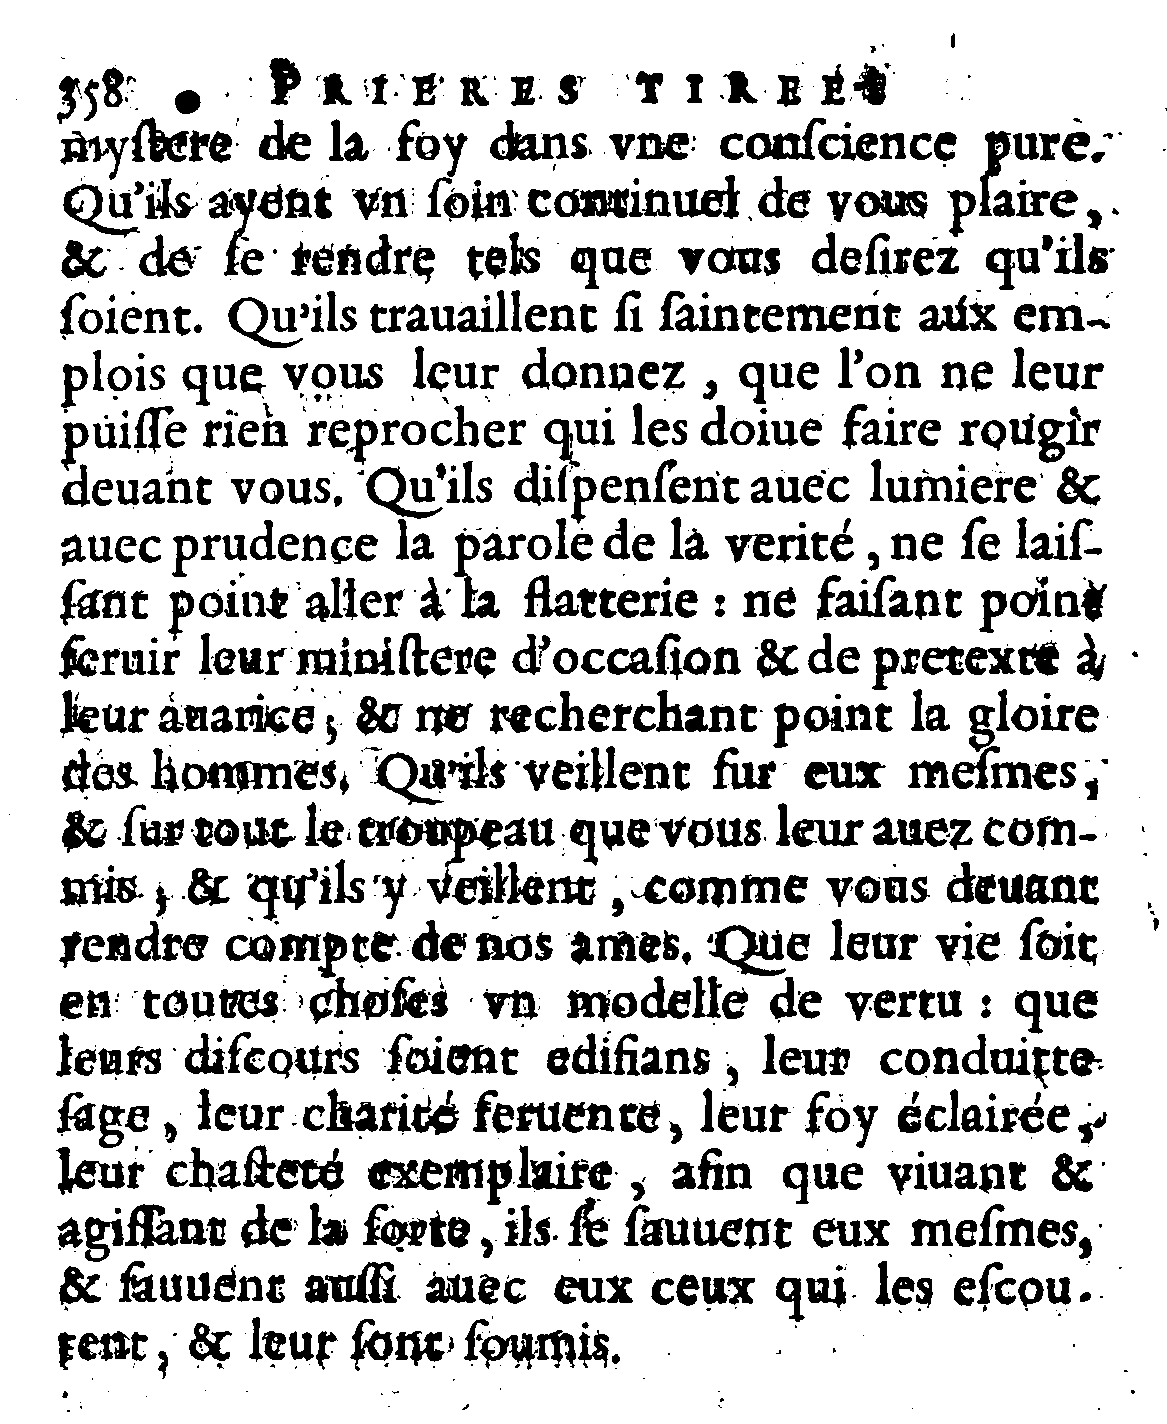 358 PRIERES TIREES
myſtere de la foy dans vne conſcience pure.
Qu'ils ayent vn ſoin continuel de vous plaire,
& de ſe rendre tels que vous deſirez qu'ils
ſoient. Qu'ils trauaillent ſi ſaintement aux em-
plois que vous leur donnez, que l'on ne leur
puiſſe rien reprocher qui les doiue faire rougir
deuant vous. Qu'ils diſpenſent auec lumiere &
auec prudence la parole de la verité, ne ſe laiſ-
ſant point aller à la flatterie : ne faiſant point
ſeruir leur miniſtere d'occaſion & de pretexte à
leur auarice; & ne recherchant point la gloire
des hommes. Qu'ils veillent ſur eux meſmes,
& ſur tout le troupeau que vous leur auez com-
mis; & qu'ils y veillent, comme vous deuant
rendre compte de nos ames. Que leur vie ſoit
en toutes choſes vn modelle de vertu : que
leurs diſcours ſoient edifians, leur conduitte
ſage, leur charité feruente, leur foy éclairée,
leur chaſteté exemplaire, afin que viuant &
agiſſant de la ſorte, ils ſe ſauuent eux meſmes,
& ſauuent auſſi auec eux ceux qui les eſcou-
tent, & leur ſont ſoumis.